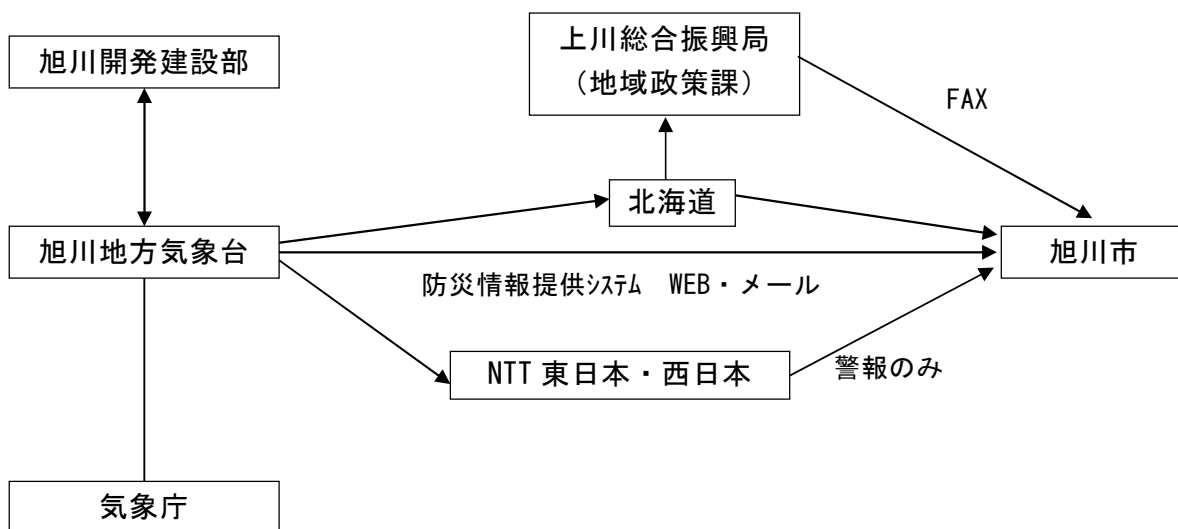 上川総合振興局
（地域政策課）
旭川開発建設部
FAX
北海道
旭川地方気象台
旭川市
防災情報提供ｼｽﾃﾑ　WEB・メール
NTT 東日本・西日本
警報のみ
気象庁